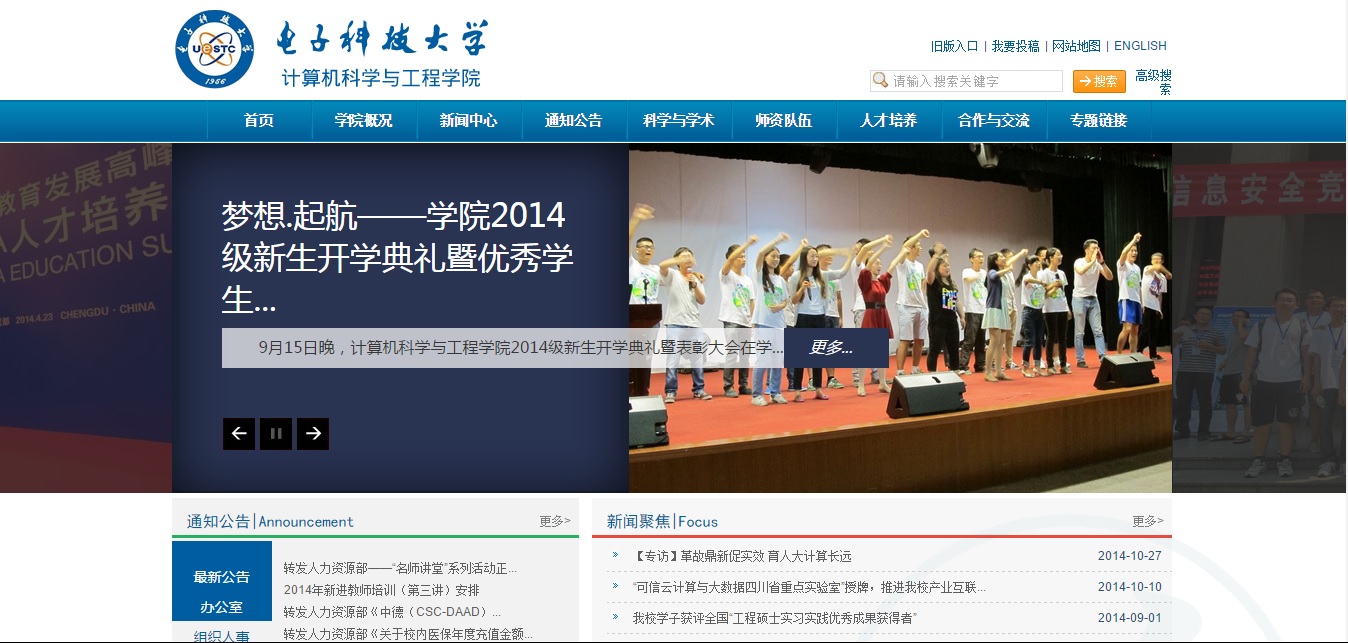 UESTC
1956
电子科技大学
计算机科学与工程学院
旧版入口 | 我要投稿 | 网站地图 | ENGLISH
请输入搜索关键字
搜索
高级搜
索
首页
学院概况
新闻中心
通知公告
科学与学术
师资队伍
人才培养
合作与交流
专题链接
教育发展高峰
人才培养
A EDUCATION SU
2014.4.23 CHENGDU · CHINA
梦想.起航——学院2014
级新生开学典礼暨优秀学
生...
9月15日晚，计算机科学与工程学院2014级新生开学典礼暨表彰大会在学...
更多...
信息安全竞
通知公告|Announcement
更多>
最新公告
办公室
组织人事
转发人力资源部——“名师讲堂”系列活动正...
2014年新进教师培训（第三讲）安排
转发人力资源部《中德（CSC-DAAD）...
转发人力资源部《关于校内医保年度充值金额...
新闻聚焦|Focus
更多>
【专访】革故鼎新促实效 育人大计算长远
2014-10-27
“可信云计算与大数据四川省重点实验室”授牌，推进我校产业互联...
2014-10-10
我校学子获评全国“工程硕士实习实践优秀成果获得者”
2014-09-01